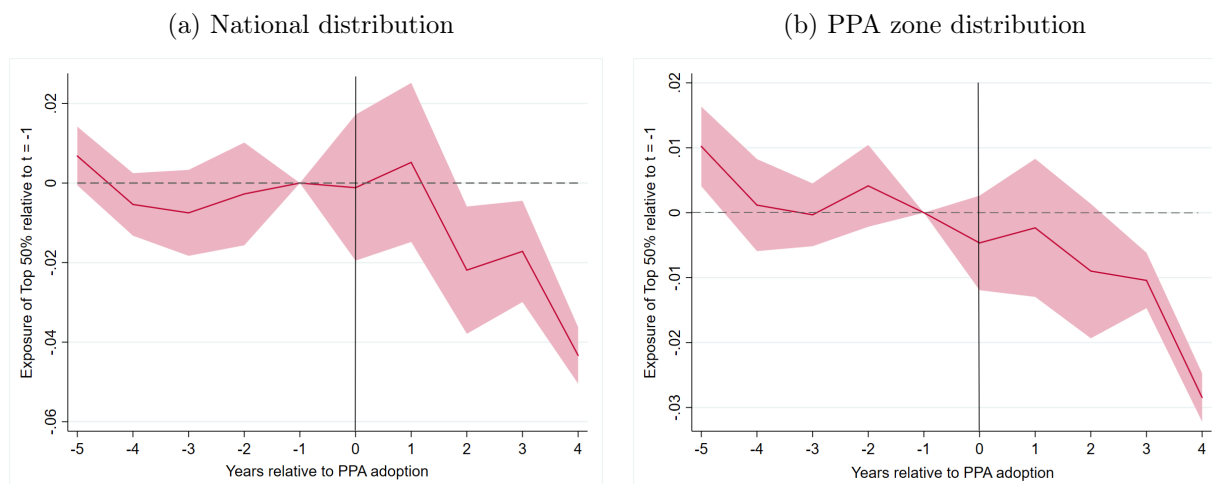 (a) National distribution
Exposure of Top 50% relative to t = -1
.02
0
-.02
-.04
-.06
-5 -4 -3 -2 -1 0 1 2 3 4
Years relative to PPA adoption
(b) PPA zone distribution
Exposure of Top 50% relative to t = -1
.02
.01
0
-.01
-.02
-.03
-5 -4 -3 -2 -1 0 1 2 3 4
Years relative to PPA adoption